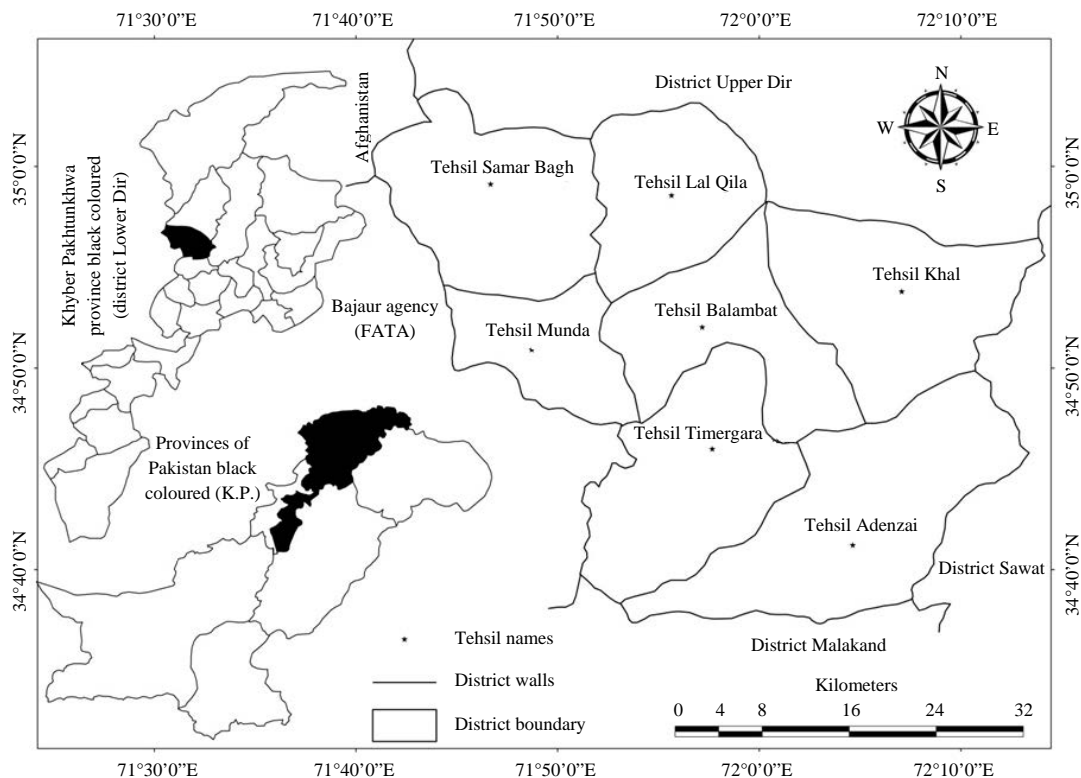 71°30’0’’E 71°40’0’’E 71°50’0’’E 72°0’0’’E 72°10’0’’E
35°0’0’’N
34°50’0’’N
34°40’0’’N
Khyber Pakhtunkhwa
province black coloured
(district Lower Dir)
Afghanistan
District Upper Dir
N
W E
S
Tehsil Samar Bagh
Tehsil Lal Qila
Tehsil Khal
Bajaur agency
(FATA)
Tehsil Balambat
Tehsil Munda
Provinces of
Pakistan black
coloured (K.P.)
Tehsil Timergara
Tehsil Adenzai
District Sawat
District Malakand
Tehsil names
District walls
District boundary
Kilometers
0 4 8 16 24 32
35°0’0’’N
34°50’0’’N
34°40’0’’N
71°30’0’’E 71°40’0’’E 71°50’0’’E 72°0’0’’E 72°10’0’’E